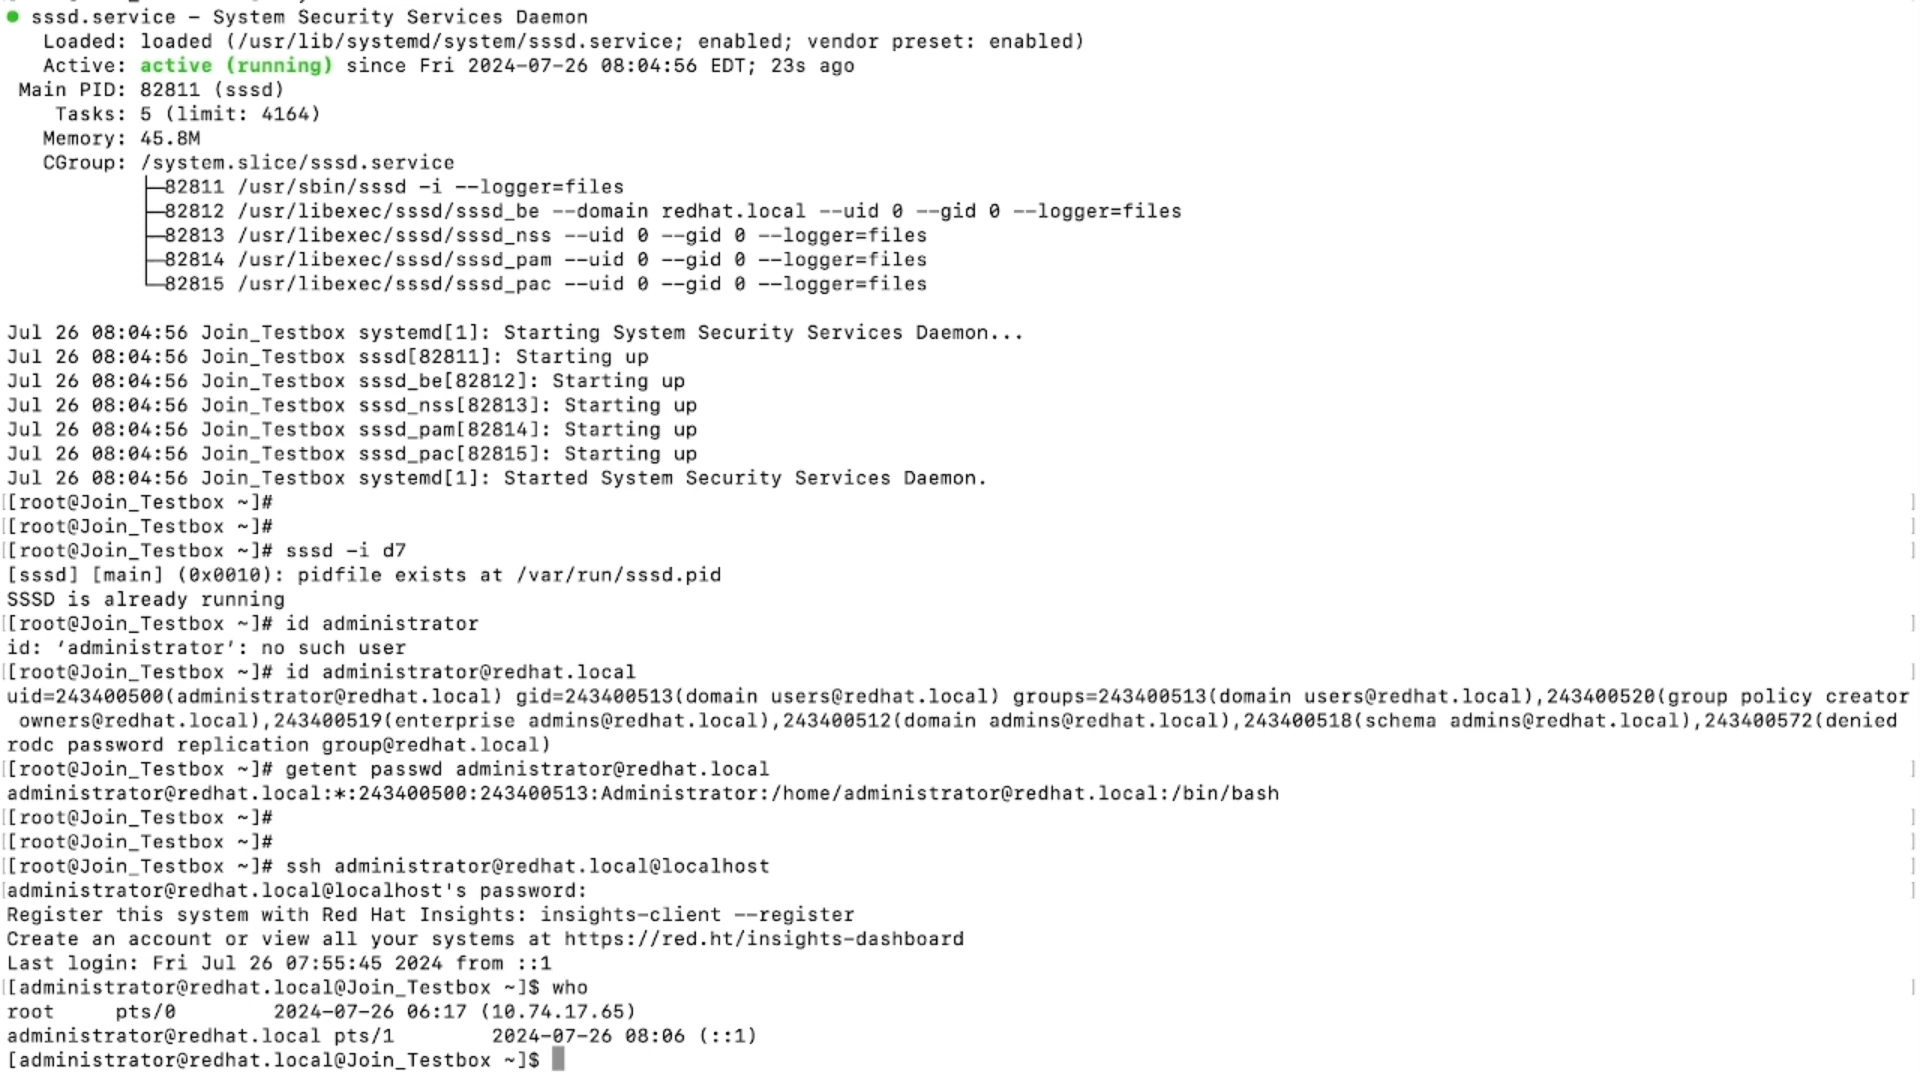 ● sssd.service – System Security Services Daemon
   Loaded: loaded (/usr/lib/systemd/system/sssd.service; enabled; vendor preset: enabled)
   Active: active (running) since Fri 2024-07-26 08:04:56 EDT; 23s ago
 Main PID: 82811 (sssd)
    Tasks: 5 (limit: 4164)
   Memory: 45.8M
   CGroup: /system.slice/sssd.service
           ├─82811 /usr/sbin/sssd -i --logger=files
           ├─82812 /usr/libexec/sssd/sssd_be --domain redhat.local --uid 0 --gid 0 --logger=files
           ├─82813 /usr/libexec/sssd/sssd_nss --uid 0 --gid 0 --logger=files
           ├─82814 /usr/libexec/sssd/sssd_pam --uid 0 --gid 0 --logger=files
           └─82815 /usr/libexec/sssd/sssd_pac --uid 0 --gid 0 --logger=files

Jul 26 08:04:56 Join_Testbox systemd[1]: Starting System Security Services Daemon...
Jul 26 08:04:56 Join_Testbox sssd[82811]: Starting up
Jul 26 08:04:56 Join_Testbox sssd_be[82812]: Starting up
Jul 26 08:04:56 Join_Testbox sssd_nss[82813]: Starting up
Jul 26 08:04:56 Join_Testbox sssd_pam[82814]: Starting up
Jul 26 08:04:56 Join_Testbox sssd_pac[82815]: Starting up
Jul 26 08:04:56 Join_Testbox systemd[1]: Started System Security Services Daemon.
[root@Join_Testbox ~]#
[root@Join_Testbox ~]#
[root@Join_Testbox ~]# sssd -i d7
[sssd] [main] (0x0010): pidfile exists at /var/run/sssd.pid
SSSD is already running
[root@Join_Testbox ~]# id administrator
id: ‘administrator’: no such user
[root@Join_Testbox ~]# id administrator@redhat.local
uid=243400500(administrator@redhat.local) gid=243400513(domain users@redhat.local) groups=243400513(domain users@redhat.local),243400520(group policy creator
 owners@redhat.local),243400519(enterprise admins@redhat.local),243400512(domain admins@redhat.local),243400518(schema admins@redhat.local),243400572(denied
rodc password replication group@redhat.local)
[root@Join_Testbox ~]# getent passwd administrator@redhat.local
administrator@redhat.local:*:243400500:243400513:Administrator:/home/administrator@redhat.local:/bin/bash
[root@Join_Testbox ~]#
[root@Join_Testbox ~]#
[root@Join_Testbox ~]# ssh administrator@redhat.local@localhost
administrator@redhat.local@localhost's password:
Register this system with Red Hat Insights: insights-client --register
Create an account or view all your systems at https://red.ht/insights-dashboard
Last login: Fri Jul 26 07:55:45 2024 from ::1
[administrator@redhat.local@Join_Testbox ~]$ who
root     pts/0        2024-07-26 06:17 (10.74.17.65)
administrator@redhat.local pts/1        2024-07-26 08:06 (::1)
[administrator@redhat.local@Join_Testbox ~]$